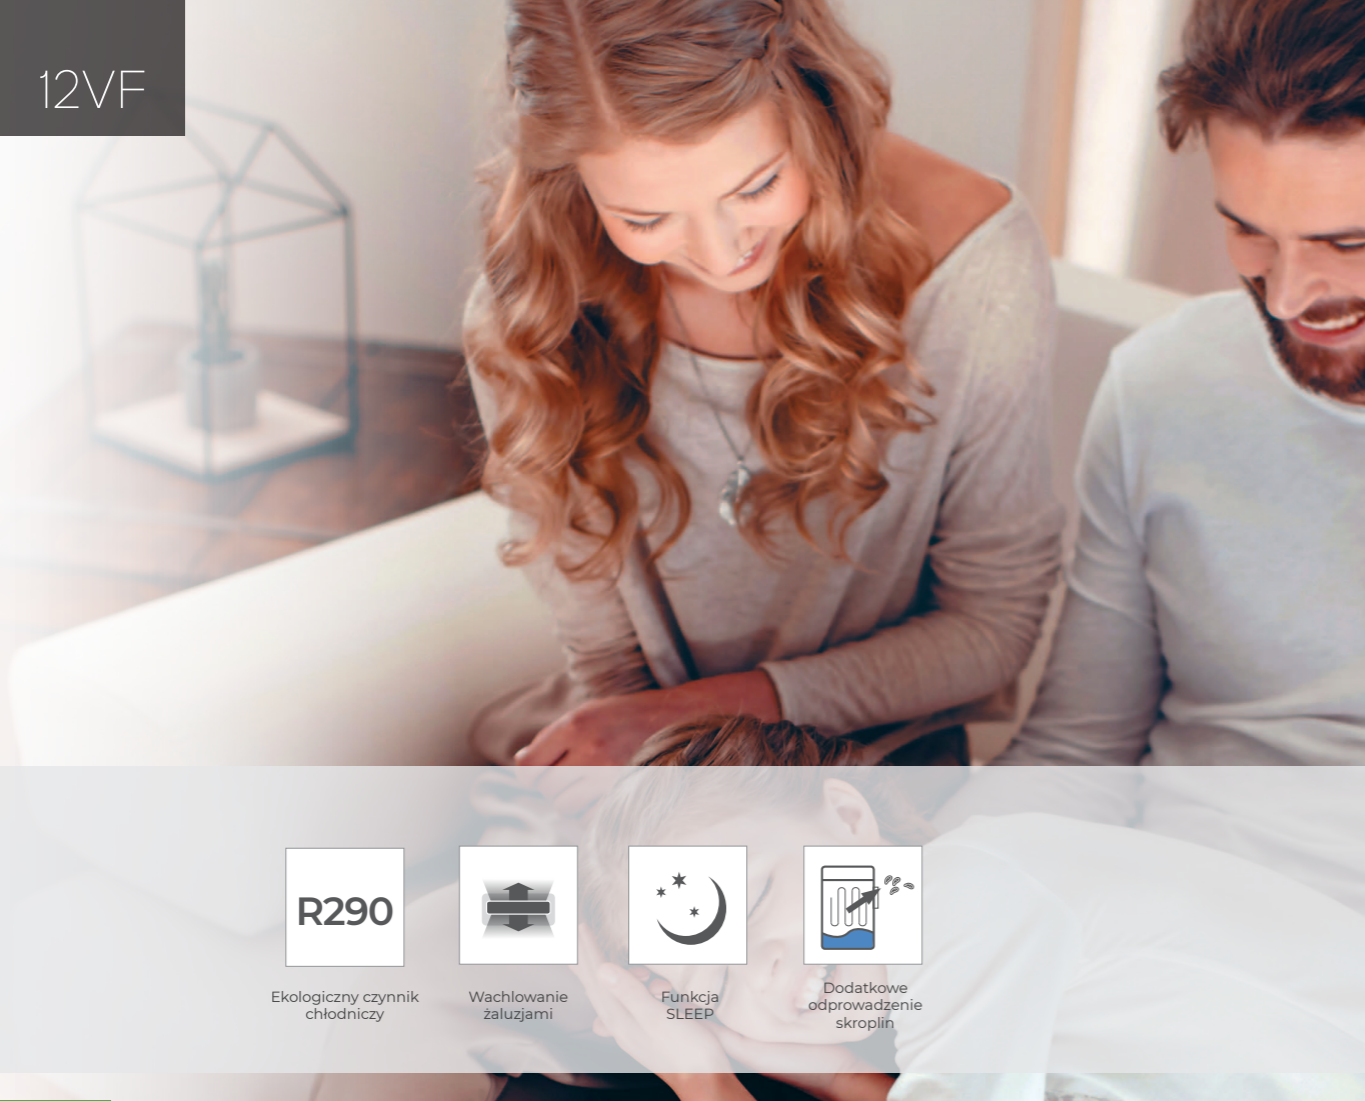 12VF
R290
Ekologiczny czynnik
chłodniczy
Wachlowanie
żaluzjami
Funkcja
SLEEP
Dodatkowe
odprowadzenie
skroplin